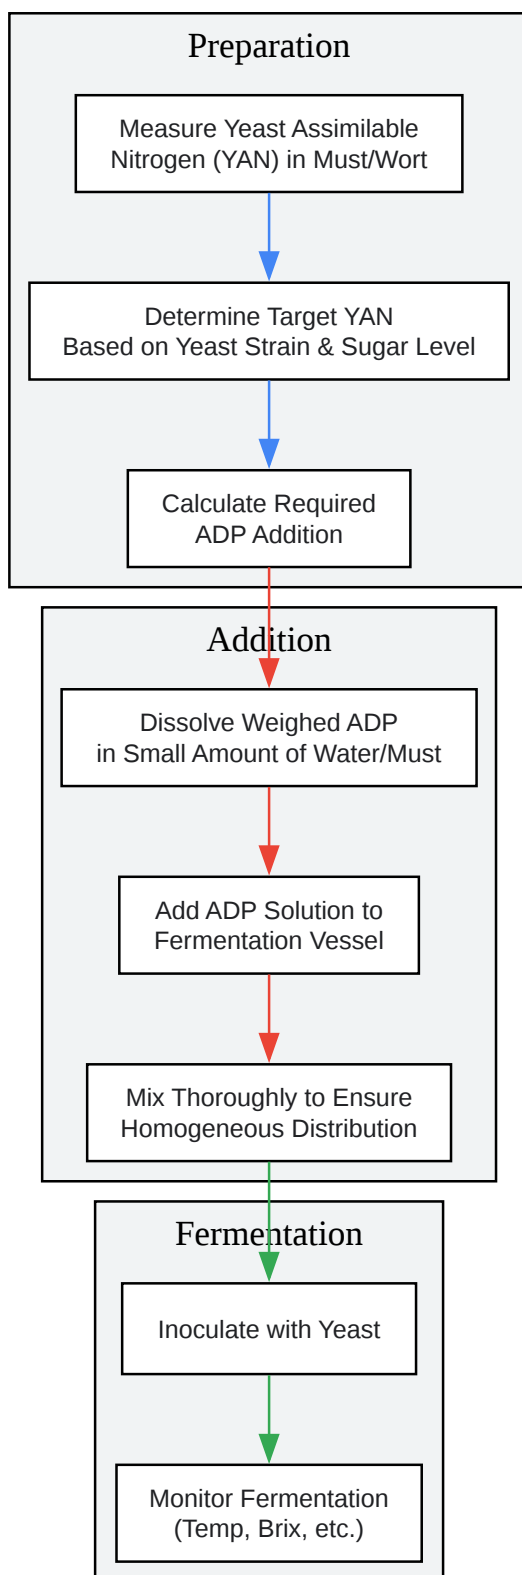 Preparation
Measure Yeast Assimilable
Nitrogen (YAN) in Must/Wort
Determine Target YAN
Based on Yeast Strain & Sugar Level
Calculate Required
ADP Addition
Addition
Dissolve Weighed ADP
in Small Amount of Water/Must
Add ADP Solution to
Fermentation Vessel
Mix Thoroughly to Ensure
Homogeneous Distribution
Fermentation
Inoculate with Yeast
Monitor Fermentation
(Temp, Brix, etc.)